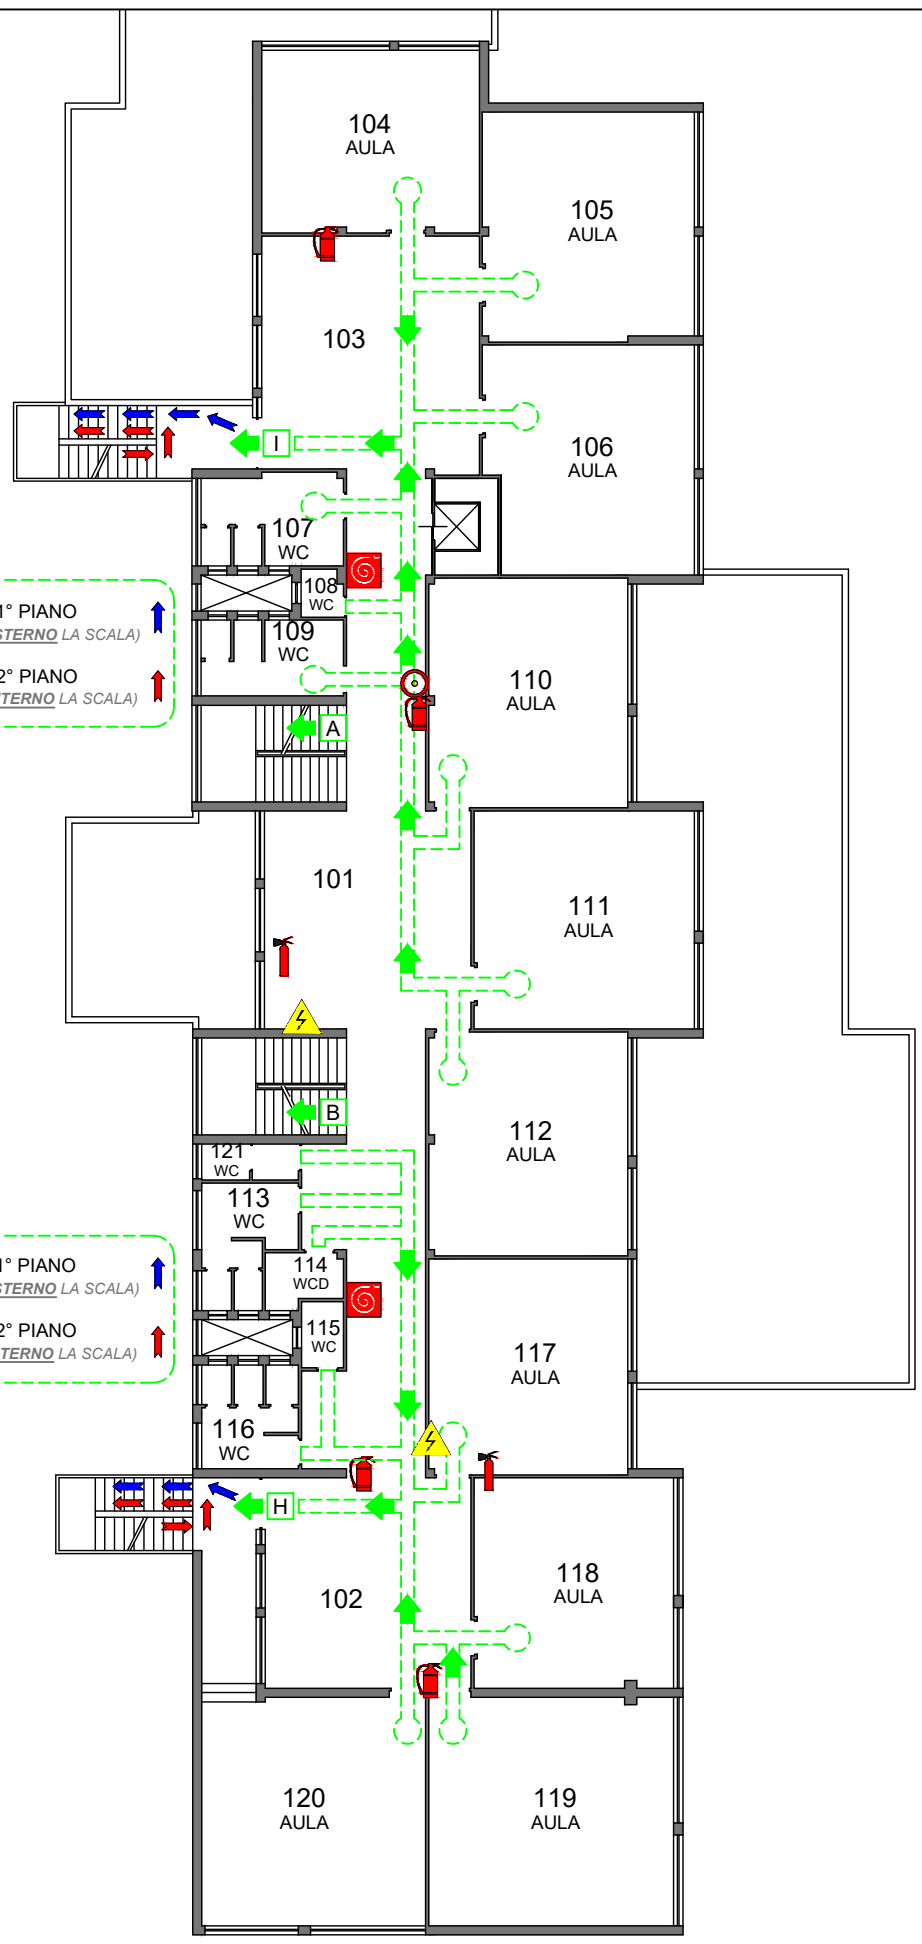 104
AULA
105
AULA
103
106
AULA
I
107
WC
108
WC
1° PIANO
STERNO LA SCALA)
109
WC
2° PIANO
TERNO LA SCALA)
110
AULA
A
101
111
AULA
B
112
AULA
121
WC
113
WC
114
WCD
1° PIANO
STERNO LA SCALA)
115
WC
2° PIANO
TERNO LA SCALA)
117
AULA
116
WC
H
118
AULA
102
120
AULA
119
AULA